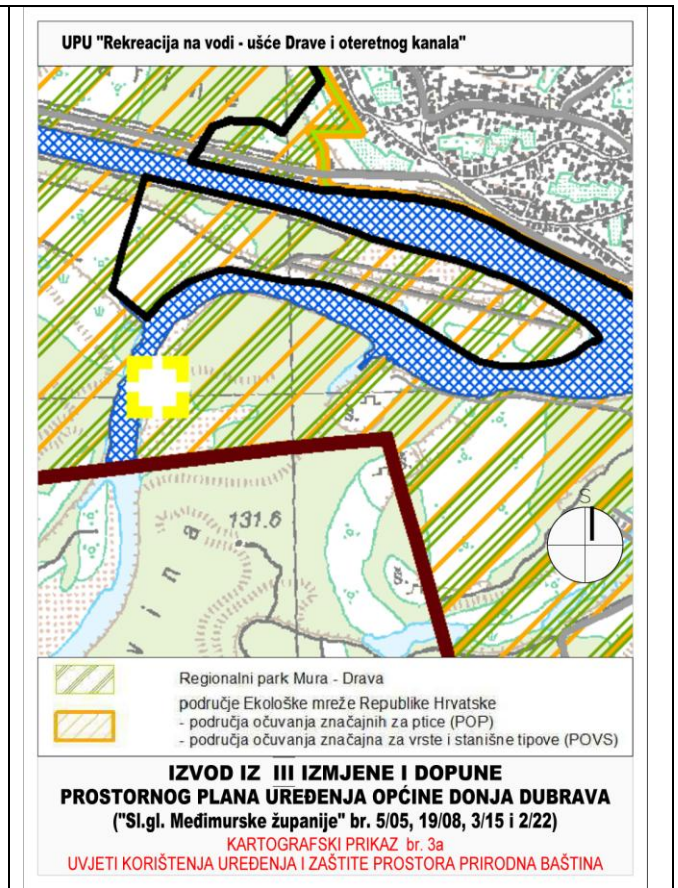 UPU "Rekreacija na vodi - ušće Drave i oteretnog kanala"
Š
Š.
131.6
v i n a
Š.
Regionalni park Mura - Drava
područje Ekološke mreže Republike Hrvatske
- područja očuvanja značajnih za ptice (POP)
- područja očuvanja značajna za vrste i stanišne tipove (POVS)
IZVOD IZ III IZMJENE I DOPUNE
PROSTORNOG PLANA UREĐENJA OPĆINE DONJA DUBRAVA
("Sl.gl. Međimurske županije" br. 5/05, 19/08, 3/15 i 2/22)
KARTOGRAFSKI PRIKAZ br. 3a
UVJETI KORIŠTENJA UREĐENJA I ZAŠTITE PROSTORA PRIRODNA BAŠTINA